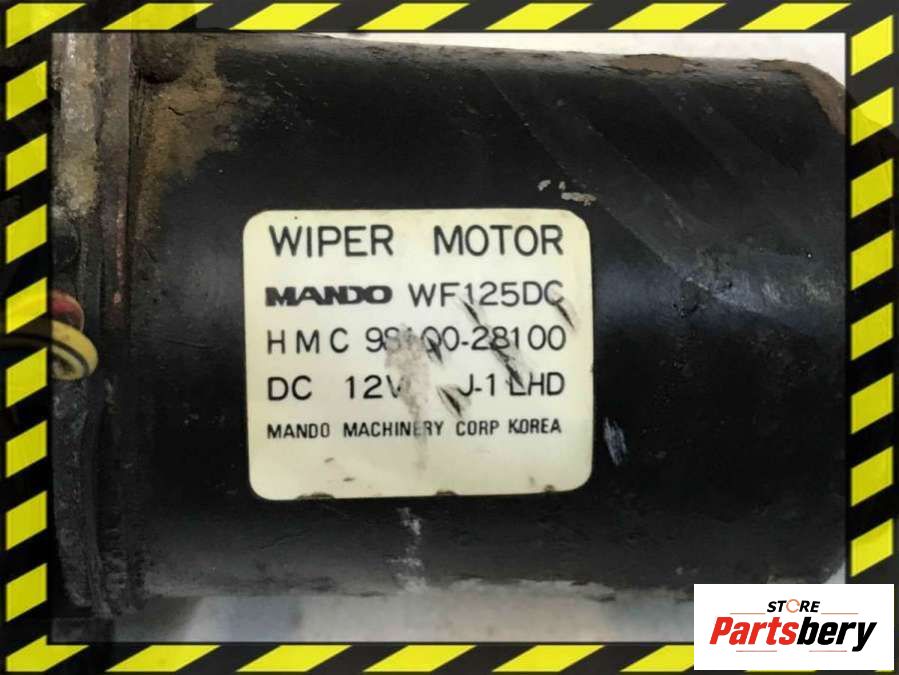 WIPER MOTOR
MANDO WF125DC
HMC 98100-28100
DC 12V J-1 LHD
MANDO MACHINERY CORP KOREA
STORE
Partsbery